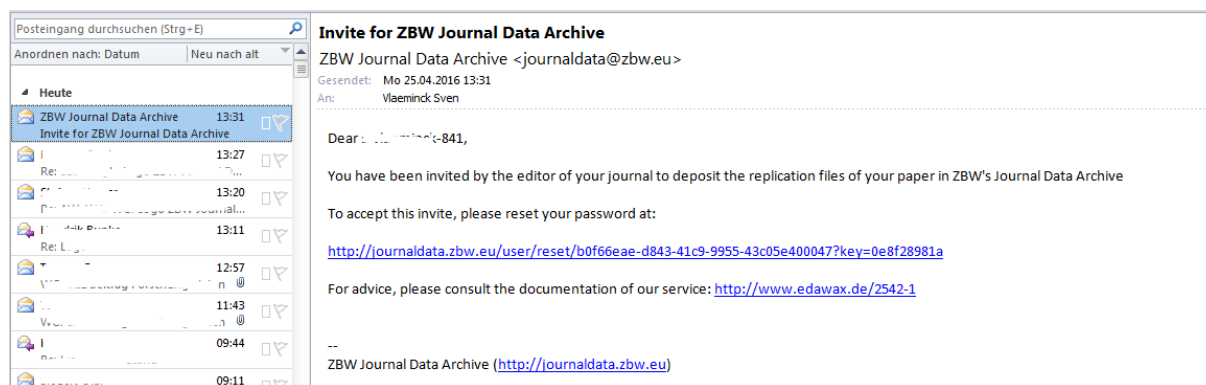 Posteingang durchsuchen (Strg+E)
Anordnen nach: Datum
Neu nach alt
Heute
ZBW Journal Data Archive 13:31
Invite for ZBW Journal Data Archive
13:27
Re:
13:20
Journal...
13:11
Re:
12:57
11:43
09:44
09:11
Invite for ZBW Journal Data Archive
ZBW Journal Data Archive <journaldata@zbw.eu>
Gesendet: Mo 25.04.2016 13:31
An: Vlaeminck Sven
Dear -841,
You have been invited by the editor of your journal to deposit the replication files of your paper in ZBW's Journal Data Archive
To accept this invite, please reset your password at:
http://journaldata.zbw.eu/user/reset/b0f66eae-d843-41c9-9955-43c05e400047?key=0e8f28981a
For advice, please consult the documentation of our service: http://www.edawax.de/2542-1
--
ZBW Journal Data Archive (http://journaldata.zbw.eu)